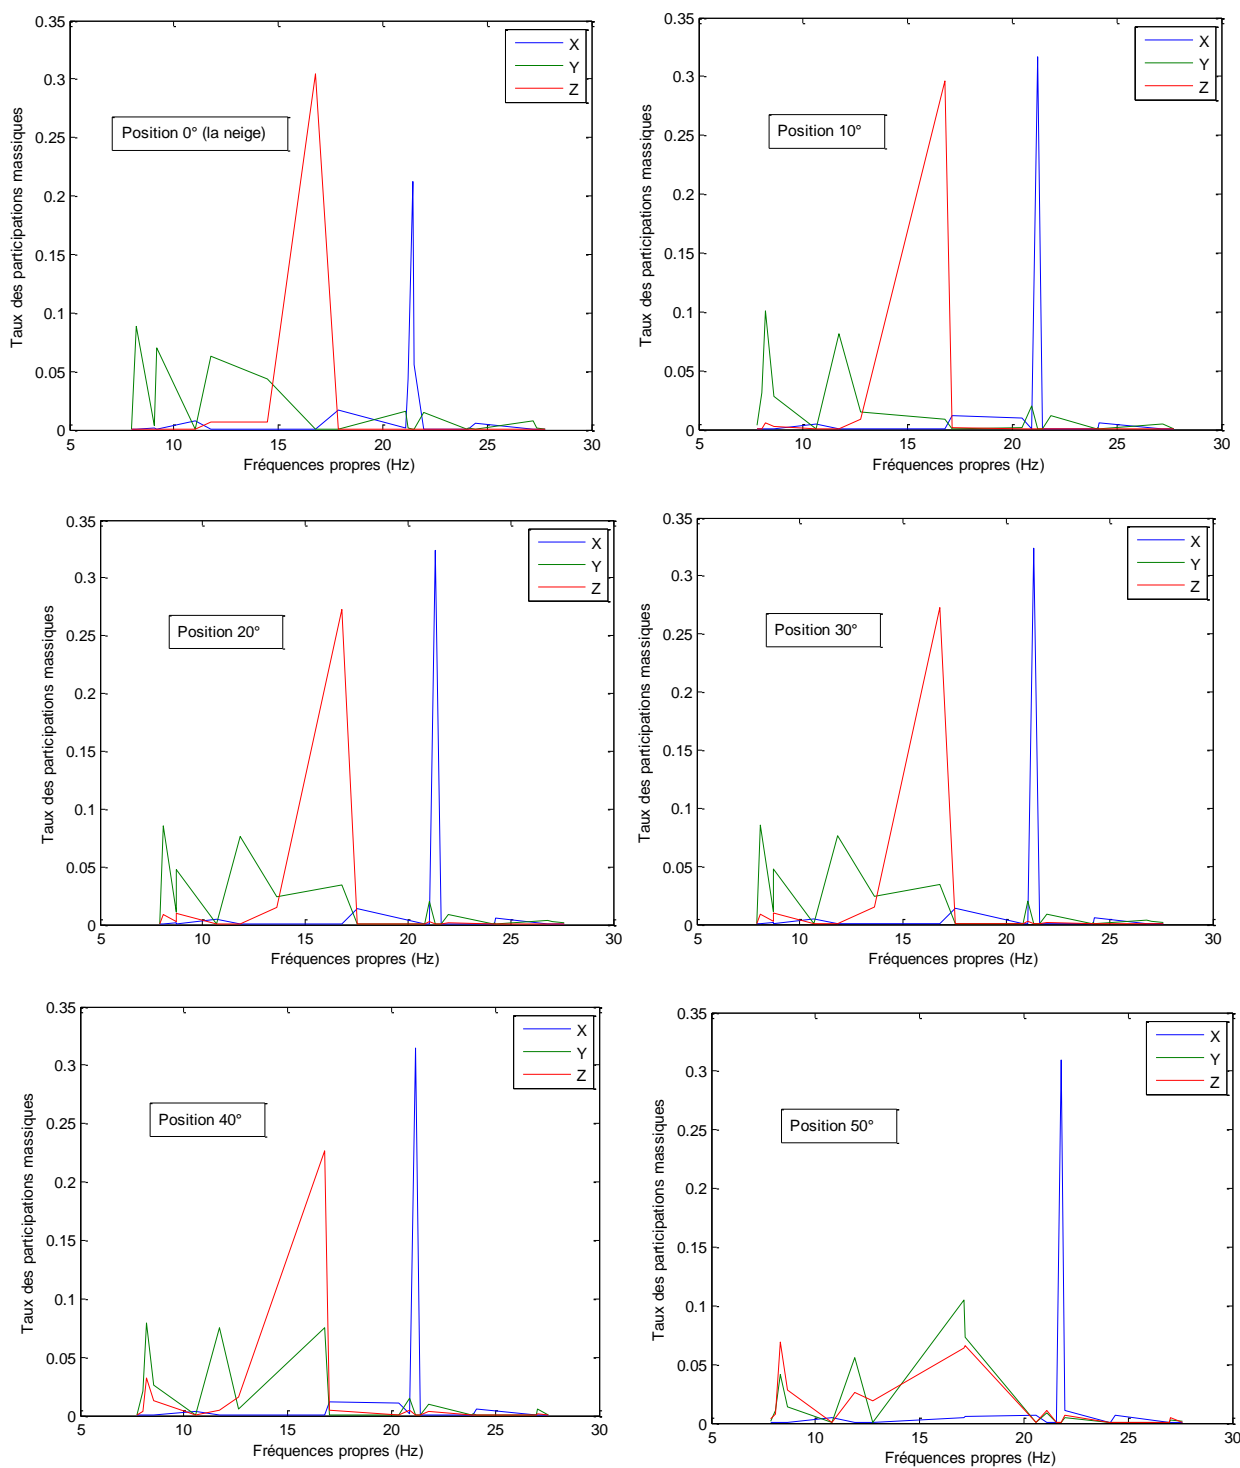 0.35
0.3
0.25
0.2
0.15
0.1
0.05
0
5 10 15 20 25 30
Taux des participations massiques
Fréquences propres (Hz)
Position 0° (la neige)
X
Y
Z
0.35
0.3
0.25
0.2
0.15
0.1
0.05
0
5 10 15 20 25 30
Taux des participations massiques
Fréquences propres (Hz)
Position 10°
X
Y
Z
0.35
0.3
0.25
0.2
0.15
0.1
0.05
0
5 10 15 20 25 30
Taux des participations massiques
Fréquences propres (Hz)
Position 20°
X
Y
Z
0.35
0.3
0.25
0.2
0.15
0.1
0.05
0
5 10 15 20 25 30
Taux des participations massiques
Fréquences propres (Hz)
Position 30°
X
Y
Z
0.35
0.3
0.25
0.2
0.15
0.1
0.05
0
5 10 15 20 25 30
Taux des participations massiques
Fréquences propres (Hz)
Position 40°
X
Y
Z
0.35
0.3
0.25
0.2
0.15
0.1
0.05
0
5 10 15 20 25 30
Taux des participations massiques
Fréquences propres (Hz)
Position 50°
X
Y
Z